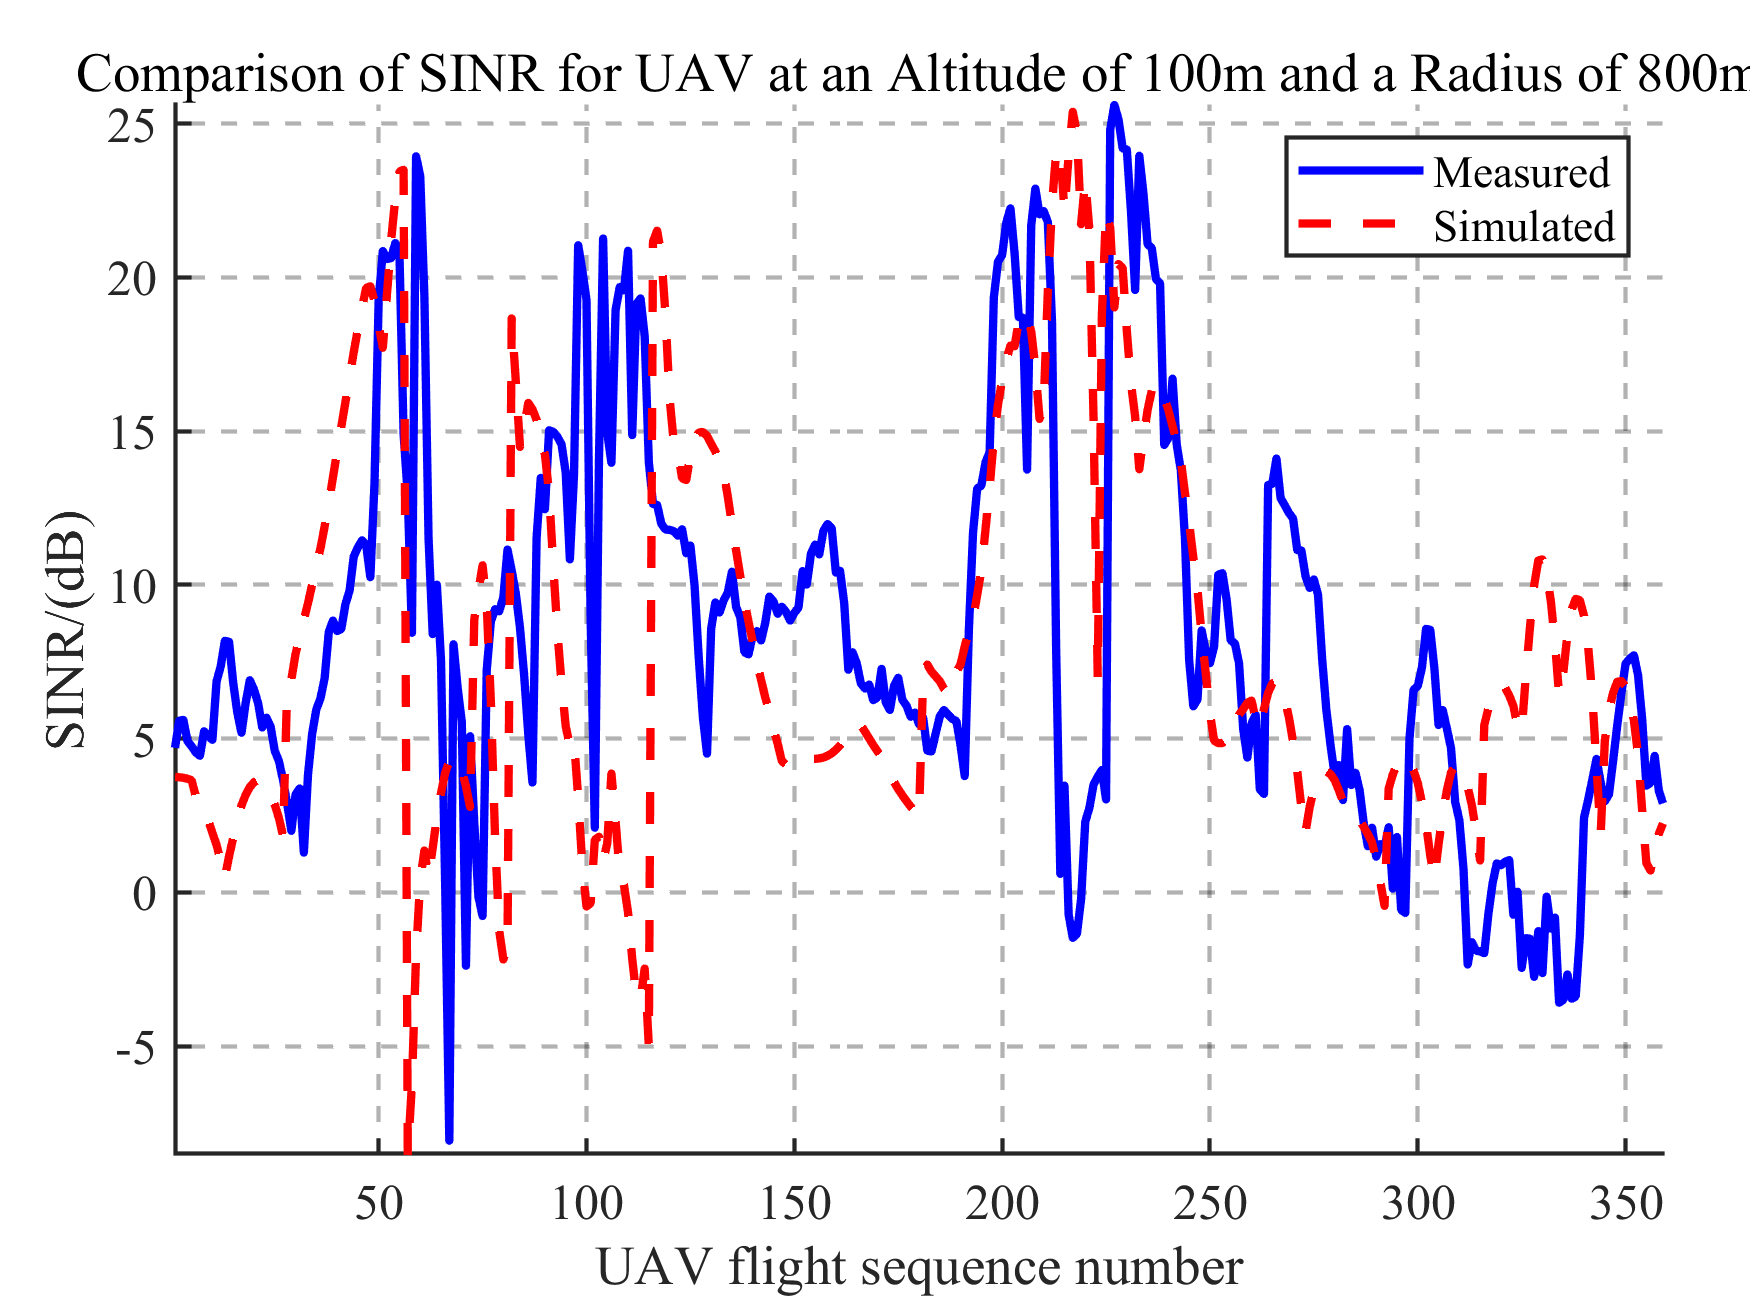 Comparison of SINR for UAV at an Altitude of 100m and a Radius of 800m
25
20
15
10
5
0
-5
SINR/(dB)
Measured
Simulated
50 100 150 200 250 300 350
UAV flight sequence number